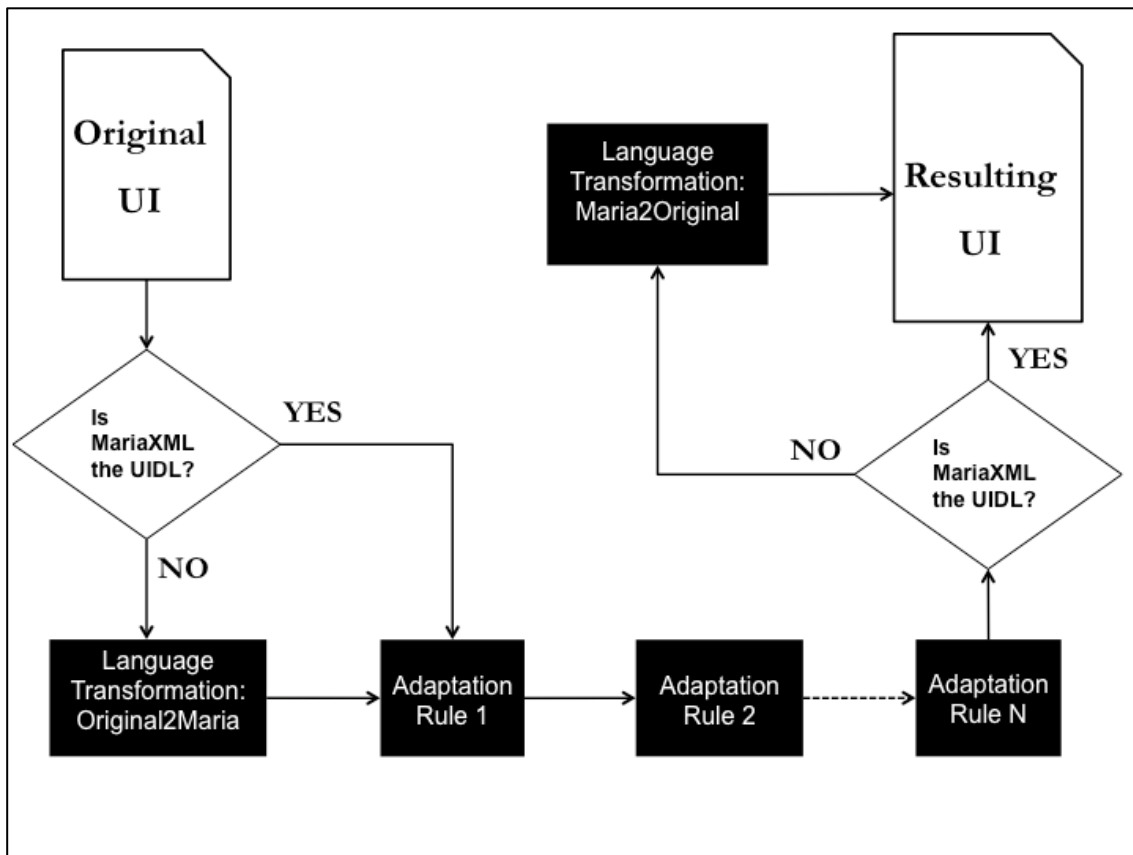 Original
UI
Is
MariaXML
the UIDL?
YES
NO
Language
Transformation:
Original2Maria
Adaptation
Rule 1
Adaptation
Rule 2
Adaptation
Rule N
Is
MariaXML
the UIDL?
NO
YES
Language
Transformation:
Maria2Original
Resulting
UI